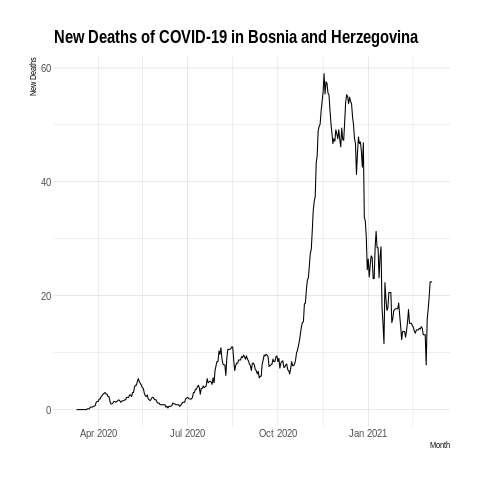 New Deaths of COVID-19 in Bosnia and Herzegovina
New Deaths
60
40
20
0
Apr 2020
Jul 2020
Oct 2020
Jan 2021
Month